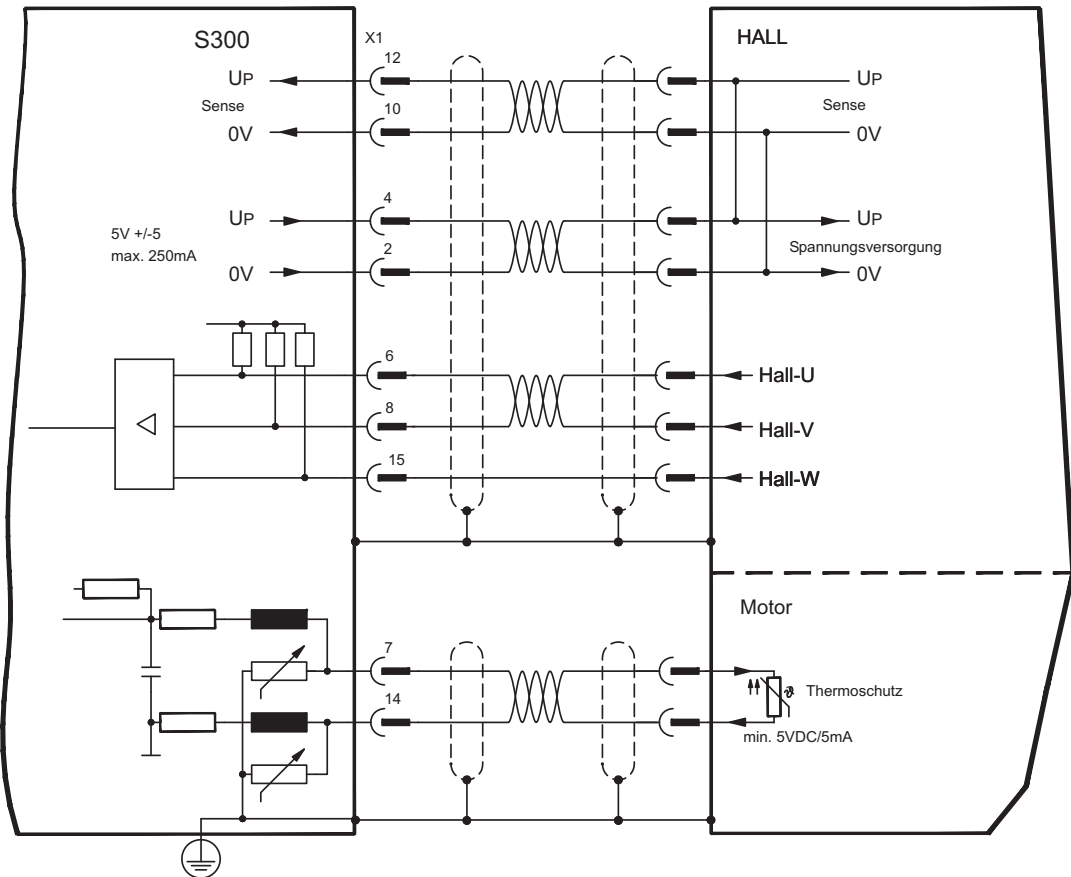 S300
X1
HALL
12
UP
UP
Sense
Sense
10
0V
0V
4
UP
UP
5V +/-5
max. 250mA
2
Spannungsversorgung
0V
0V
6
Hall-U
8
Hall-V
15
Hall-W
Motor
7
Thermoschutz
14
min. 5VDC/5mA
ϑ